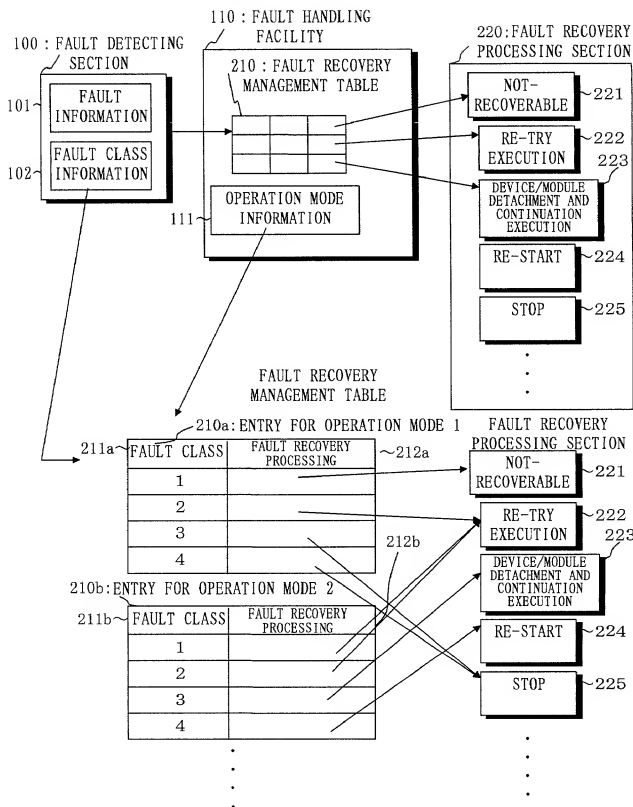 100 : FAULT DETECTING
SECTION
101
FAULT
INFORMATION
102
FAULT CLASS
INFORMATION
110 : FAULT HANDLING
FACILITY
210 : FAULT RECOVERY
MANAGEMENT TABLE
111
OPERATION MODE
INFORMATION
220:FAULT RECOVERY
PROCESSING SECTION
NOT-
RECOVERABLE
221
RE-TRY
EXECUTION
222
223
DEVICE/MODULE
DETACHMENT AND
CONTINUATION
EXECUTION
RE-START
224
STOP
225
FAULT RECOVERY
MANAGEMENT TABLE
210a:ENTRY FOR OPERATION MODE 1
211a
FAULT CLASS
FAULT RECOVERY
PROCESSING
212a
1
2
3
4
212b
210b:ENTRY FOR OPERATION MODE 2
211b
FAULT CLASS
FAULT RECOVERY
PROCESSING
1
2
3
4
FAULT RECOVERY
PROCESSING SECTION
NOT-
RECOVERABLE
221
RE-TRY
EXECUTION
222
223
DEVICE/MODULE
DETACHMENT AND
CONTINUATION
EXECUTION
RE-START
224
STOP
225